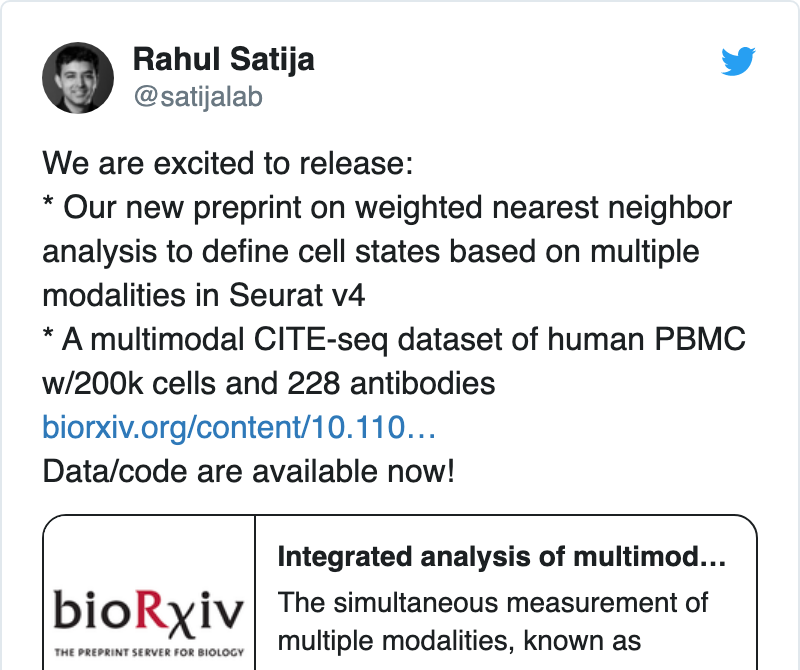 Rahul Satija
@satijalab
We are excited to release:
* Our new preprint on weighted nearest neighbor
analysis to define cell states based on multiple
modalities in Seurat v4
* A multimodal CITE-seq dataset of human PBMC
w/200k cells and 228 antibodies
biorxiv.org/content/10.110…
Data/code are available now!
bioRχiv
THE PREPRINT SERVER FOR BIOLOGY
Integrated analysis of multimod…
The simultaneous measurement of
multiple modalities, known as